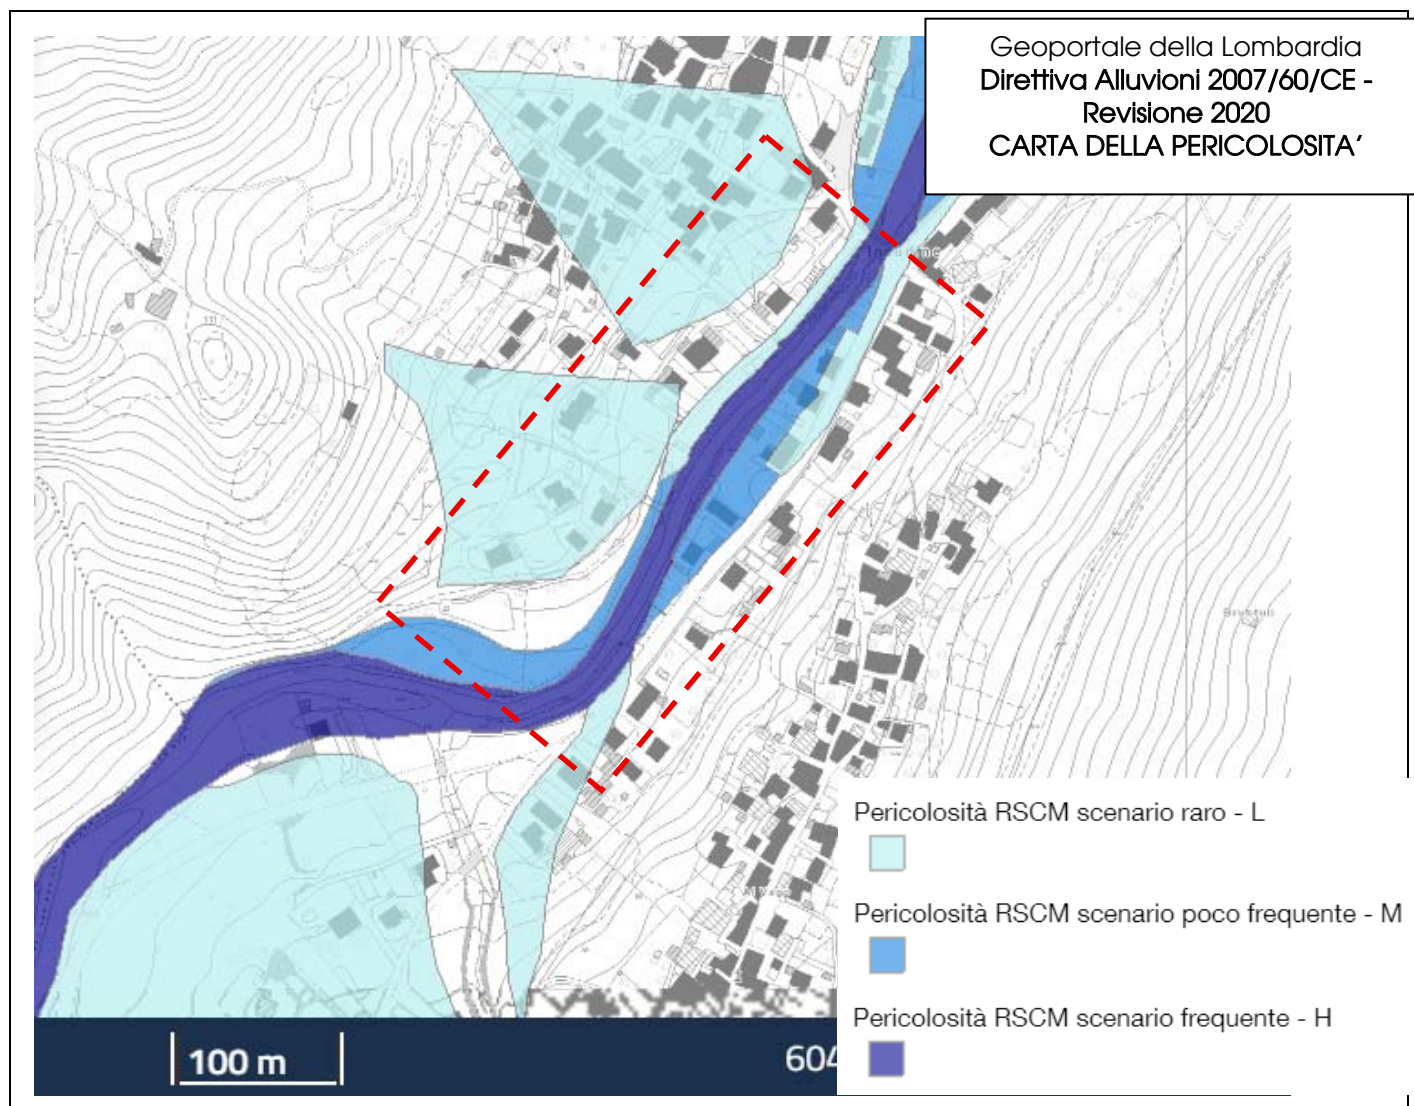 Geoportale della Lombardia
Direttiva Alluvioni 2007/60/CE -
Revisione 2020
CARTA DELLA PERICOLOSITA’
Pericolosità RSCM scenario raro - L
Pericolosità RSCM scenario poco frequente - M
Pericolosità RSCM scenario frequente - H
100 m
604